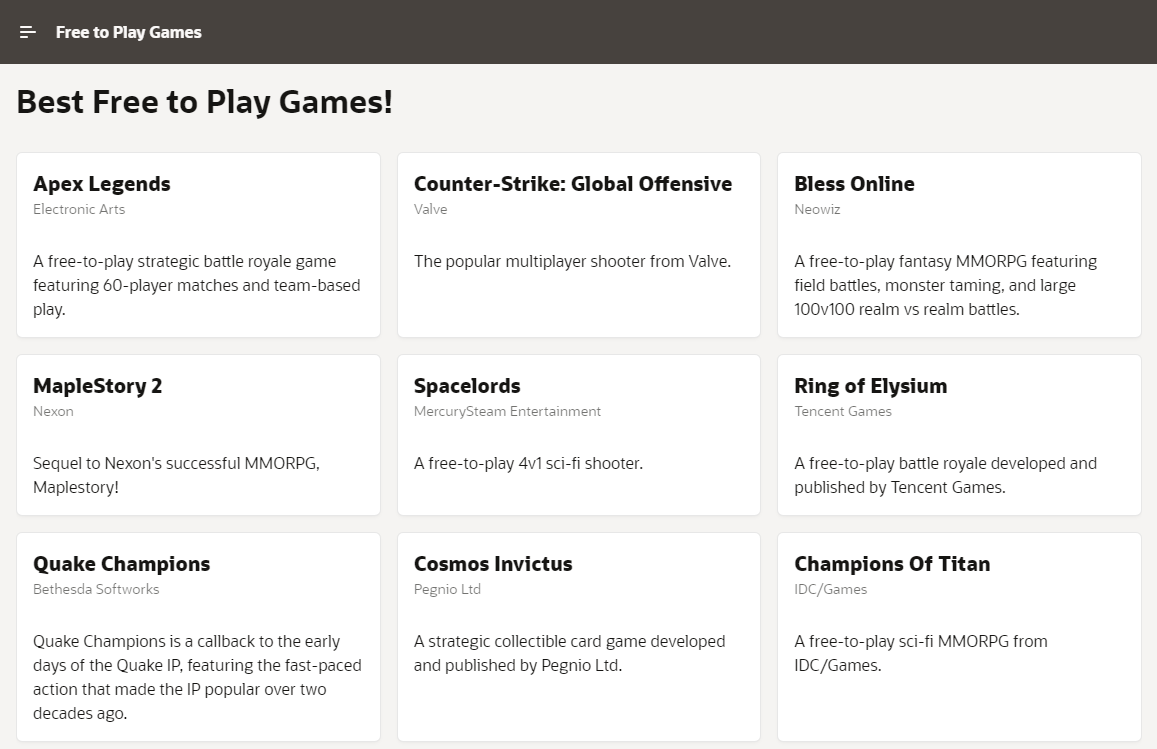 Free to Play Games
Best Free to Play Games!
Apex Legends
Electronic Arts
A free-to-play strategic battle royale game
featuring 60-player matches and team-based
play.
Counter-Strike: Global Offensive
Valve
The popular multiplayer shooter from Valve.
Bless Online
Neowiz
A free-to-play fantasy MMORPG featuring
field battles, monster taming, and large
100v100 realm vs realm battles.
MapleStory 2
Nexon
Sequel to Nexon's successful MMORPG,
Maplestory!
Spacelords
MercurySteam Entertainment
A free-to-play 4v1 sci-fi shooter.
Ring of Elysium
Tencent Games
A free-to-play battle royale developed and
published by Tencent Games.
Quake Champions
Bethesda Softworks
Quake Champions is a callback to the early
days of the Quake IP, featuring the fast-paced
action that made the IP popular over two
decades ago.
Cosmos Invictus
Pegnio Ltd
A strategic collectible card game developed
and published by Pegnio Ltd.
Champions Of Titan
IDC/Games
A free-to-play sci-fi MMORPG from
IDC/Games.